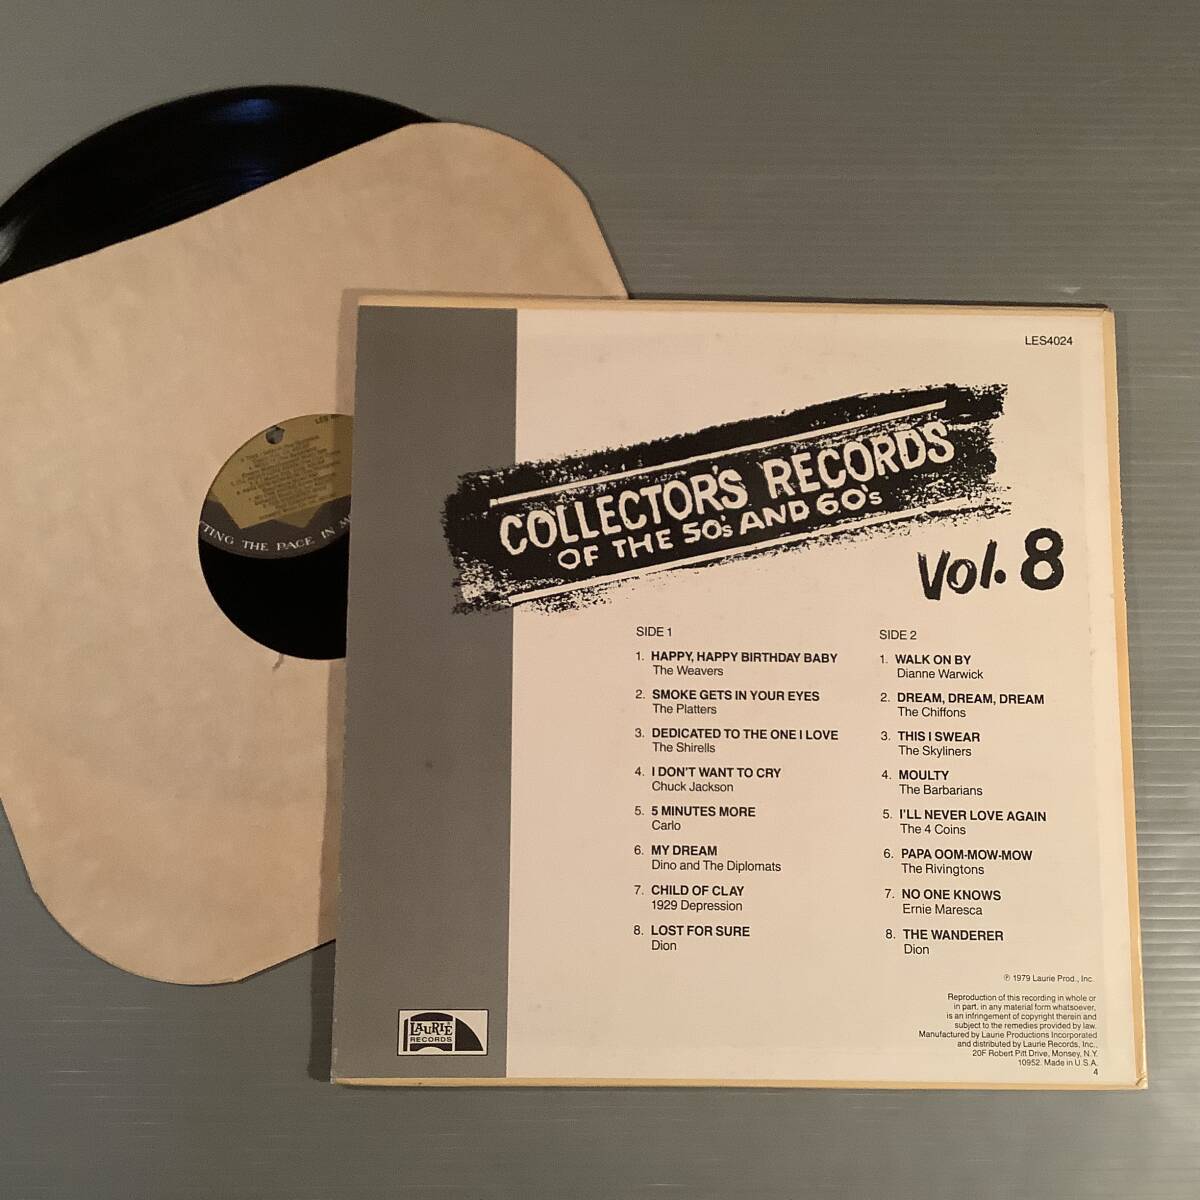 LES4024
COLLECTOR'S RECORDS
OF THE 50's AND 60's
Vol. 8
SIDE 1
1. HAPPY, HAPPY BIRTHDAY BABY
The Weavers
2. SMOKE GETS IN YOUR EYES
The Platters
3. DEDICATED TO THE ONE I LOVE
The Shirells
4. I DON'T WANT TO CRY
Chuck Jackson
5. 5 MINUTES MORE
Carlo
6. MY DREAM
Dino and The Diplomats
7. CHILD OF CLAY
1929 Depression
8. LOST FOR SURE
Dion
SIDE 2
1. WALK ON BY
Dianne Warwick
2. DREAM, DREAM, DREAM
The Chiffons
3. THIS I SWEAR
The Skyliners
4. MOULTY
The Barbarians
5. I'LL NEVER LOVE AGAIN
The 4 Coins
6. PAPA OOM-MOW-MOW
The Rivingtons
7. NO ONE KNOWS
Ernie Maresca
8. THE WANDERER
Dion
℗ 1979 Laurie Prod., Inc.
Reproduction of this recording in whole or
in part, in any material form whatsoever,
is an infringement of copyright therein and
subject to the remedies provided by law.
Manufactured by Laurie Productions Incorporated
and distributed by Laurie Records, Inc.,
20F Robert Pitt Drive, Monsey, N.Y.
10952. Made in U.S.A.
4
LAURIE
RECORDS
TING THE PACE IN